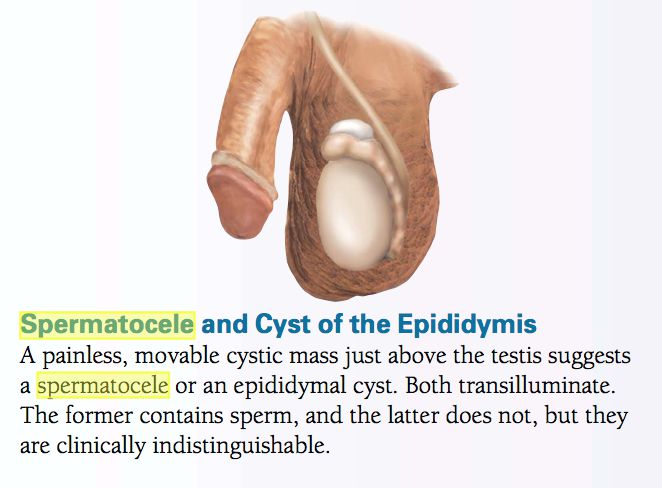 Spermatocele and Cyst of the Epididymis
A painless, movable cystic mass just above the testis suggests
a spermatocele or an epididymal cyst. Both transilluminate.
The former contains sperm, and the latter does not, but they
are clinically indistinguishable.